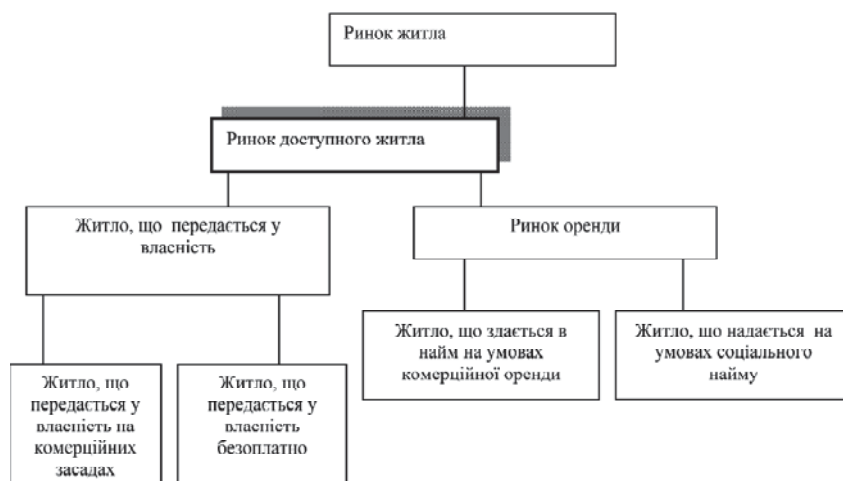 Ринок житла
Ринок доступного житла
Житло, що передається у
власність
Ринок оренди
Житло, що здається в
найм на умовах
комерційної оренди
Житло, що надається на
умовах соціального
найму
Житло, що
передається у
власність на
комерційних
засадах
Житло, що
передається у
власність
безоплатно